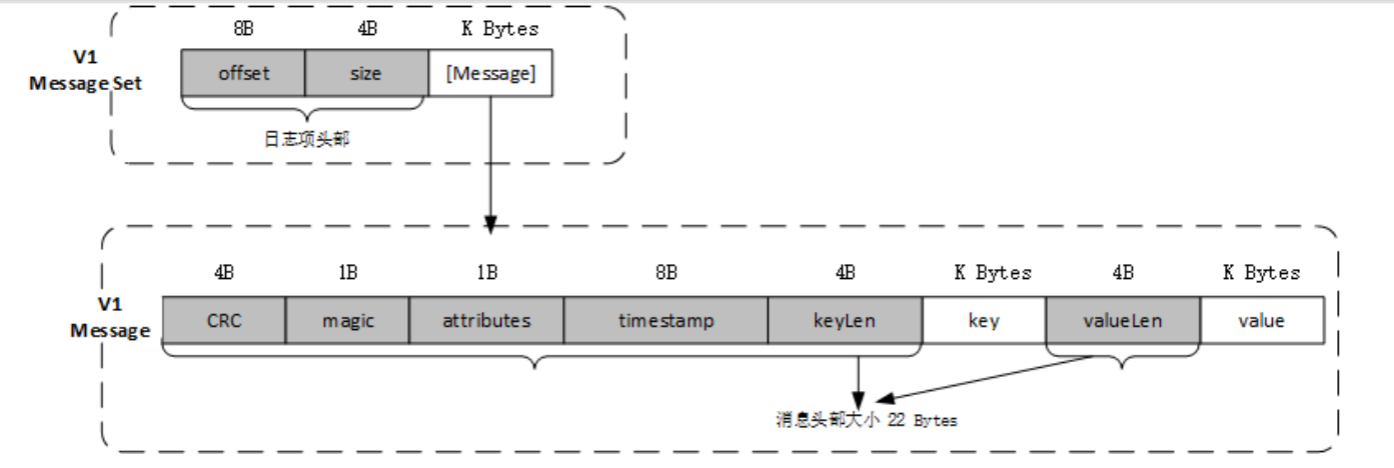 8B 4B K Bytes
V1
Message Set
offset size [Message]
日志项头部
4B 1B 1B 8B 4B K Bytes 4B K Bytes
V1
Message
CRC magic attributes timestamp keyLen key valueLen value
消息头部大小 22 Bytes